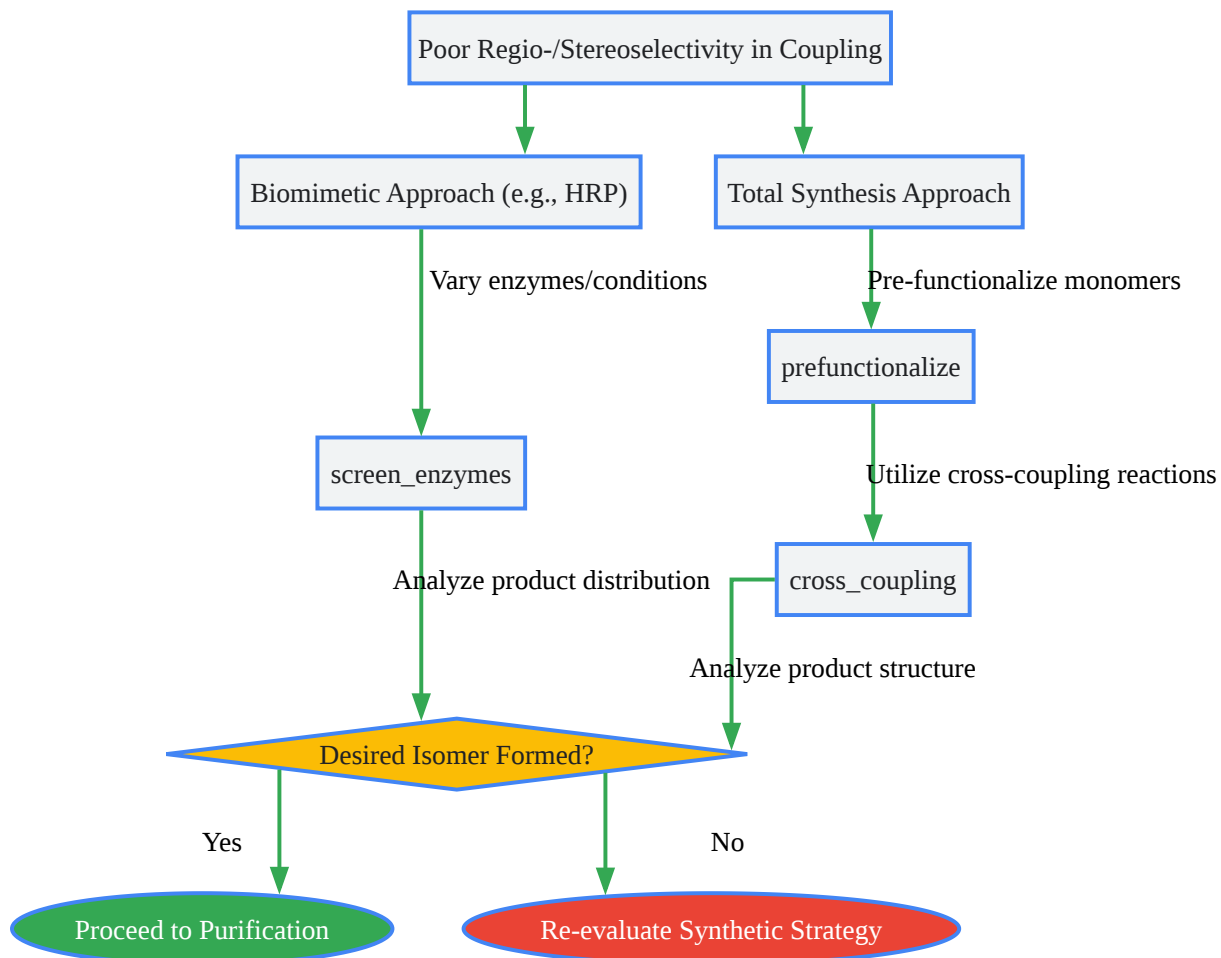 Poor Regio-/Stereoselectivity in Coupling
Biomimetic Approach (e.g., HRP)
Total Synthesis Approach
Vary enzymes/conditions
Pre-functionalize monomers
prefunctionalize
screen_enzymes
Utilize cross-coupling reactions
Analyze product distribution
cross_coupling
Analyze product structure
Desired Isomer Formed?
Yes
No
Proceed to Purification
Re-evaluate Synthetic Strategy